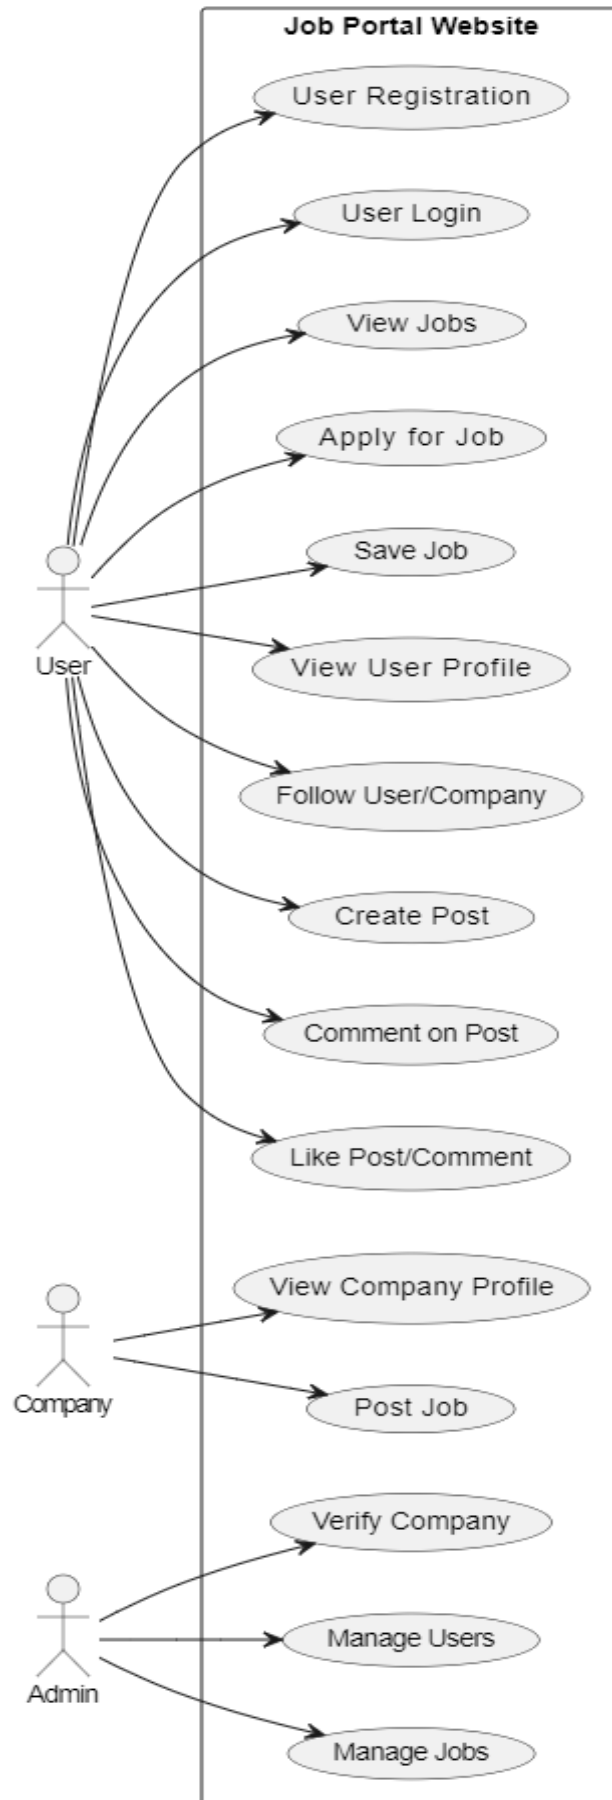 Job Portal Website
User Registration
User Login
View Jobs
Apply for Job
Save Job
User
View User Profile
Follow User/Company
Create Post
Comment on Post
Like Post/Comment
View Company Profile
Company
Post Job
Verify Company
Manage Users
Admin
Manage Jobs